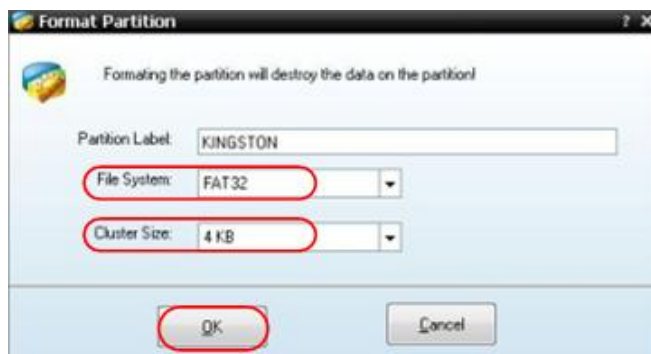 Format Partition ? X
Formating the partition will destroy the data on the partition!
Partition Label: KINGSTON
File System: FAT32
Cluster Size: 4 KB
OK Cancel